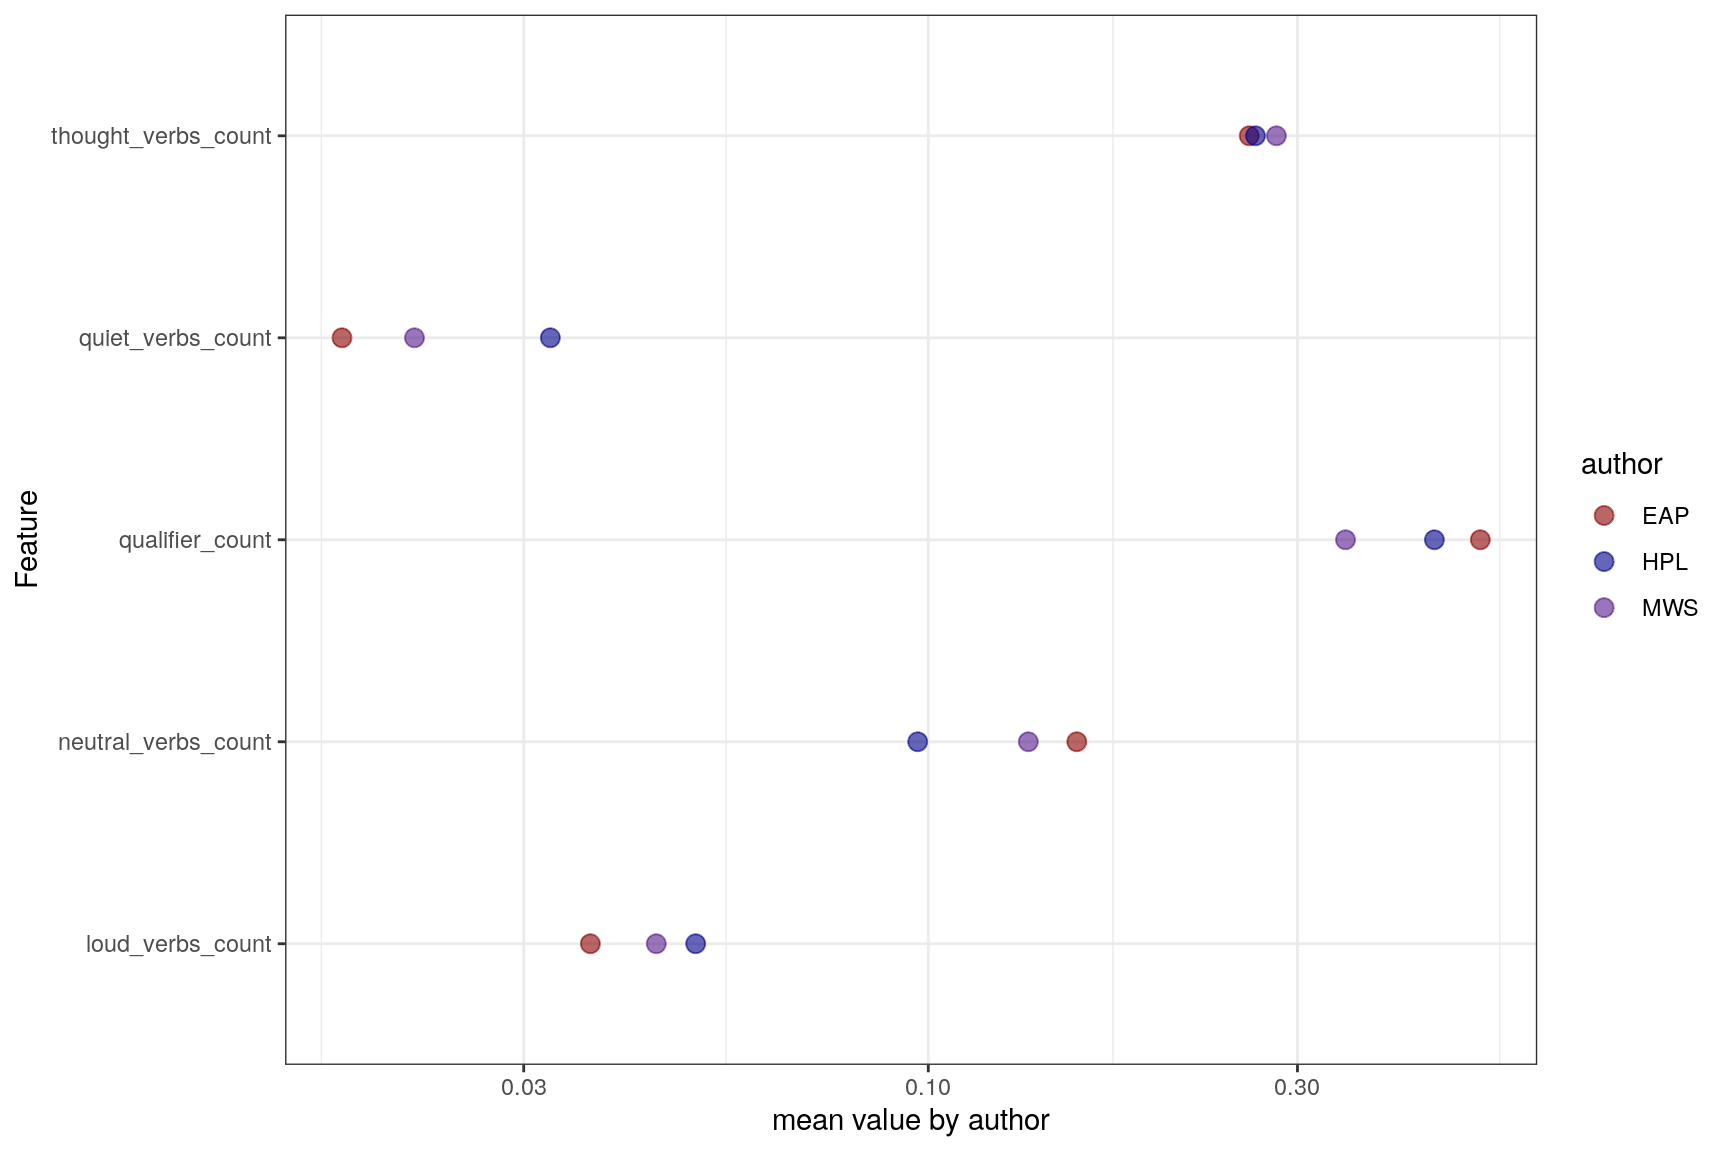 thought_verbs_count
quiet_verbs_count
qualifier_count
neutral_verbs_count
loud_verbs_count
Feature
0.03 0.10 0.30
mean value by author
author
EAP
HPL
MWS